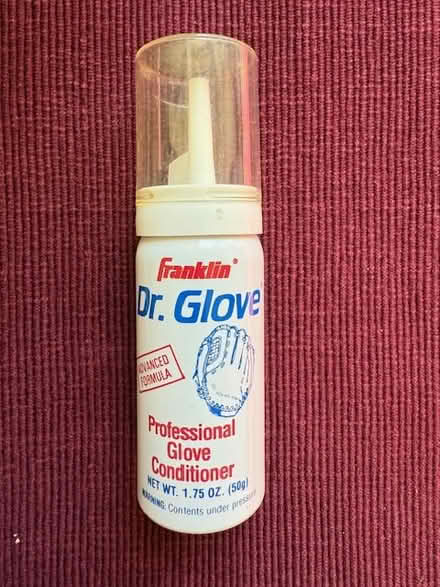 Franklin®
Dr. Glove
ADVANCED
FORMULA
Professional
Glove
Conditioner
NET WT. 1.75 OZ. (50g)
WARNING: Contents under pressure